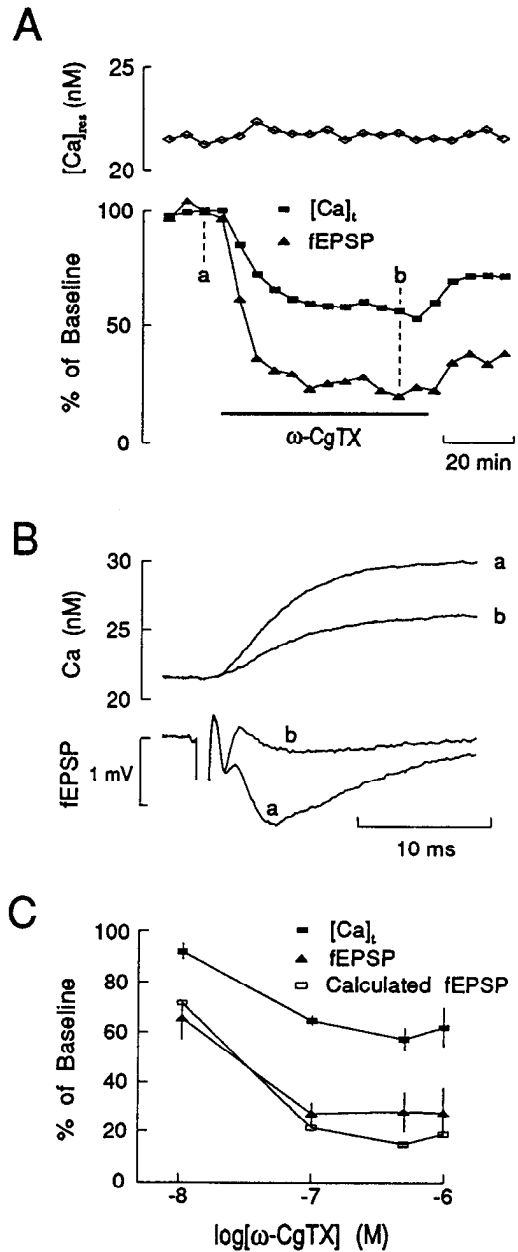 A
[Ca]res (nM)
25
20
% of Baseline
100
50
0
[Ca]t
fEPSP
a
b
ω-CgTX
20 min
B
Ca (nM)
30
25
21
a
b
fEPSP
1 mV
b
a
10 ms
C
% of Baseline
100
80
60
40
20
0
[Ca]t
fEPSP
Calculated fEPSP
-8
-7
-6
log[ω-CgTX] (M)